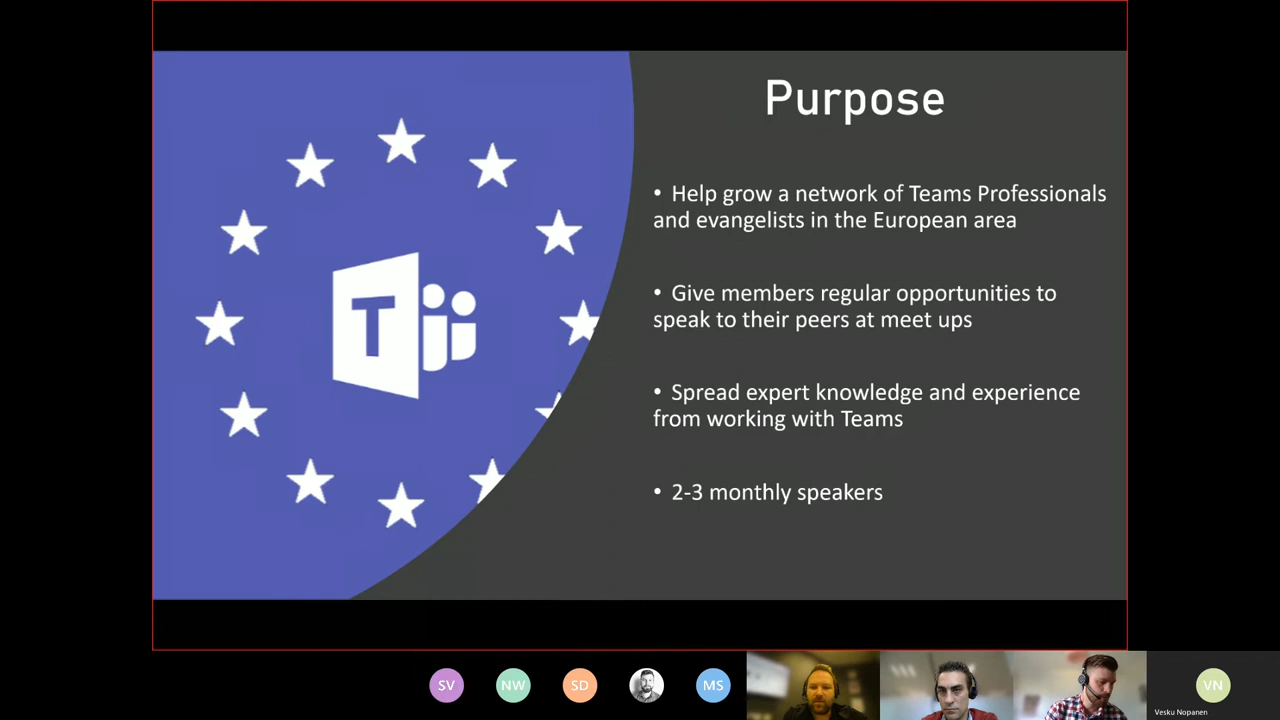 Purpose
• Help grow a network of Teams Professionals
and evangelists in the European area
• Give members regular opportunities to
speak to their peers at meet ups
• Spread expert knowledge and experience
from working with Teams
• 2-3 monthly speakers
T
SV
NW
SD
MS
VN
Vesku Nopanen